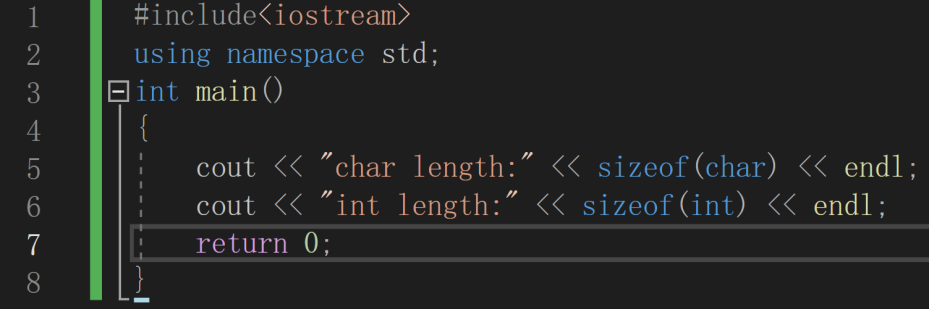 1 #include<iostream>
2 using namespace std;
3 int main()
4 {
5 cout << "char length:" << sizeof(char) << endl;
6 cout << "int length:" << sizeof(int) << endl;
7 return 0;
8 }